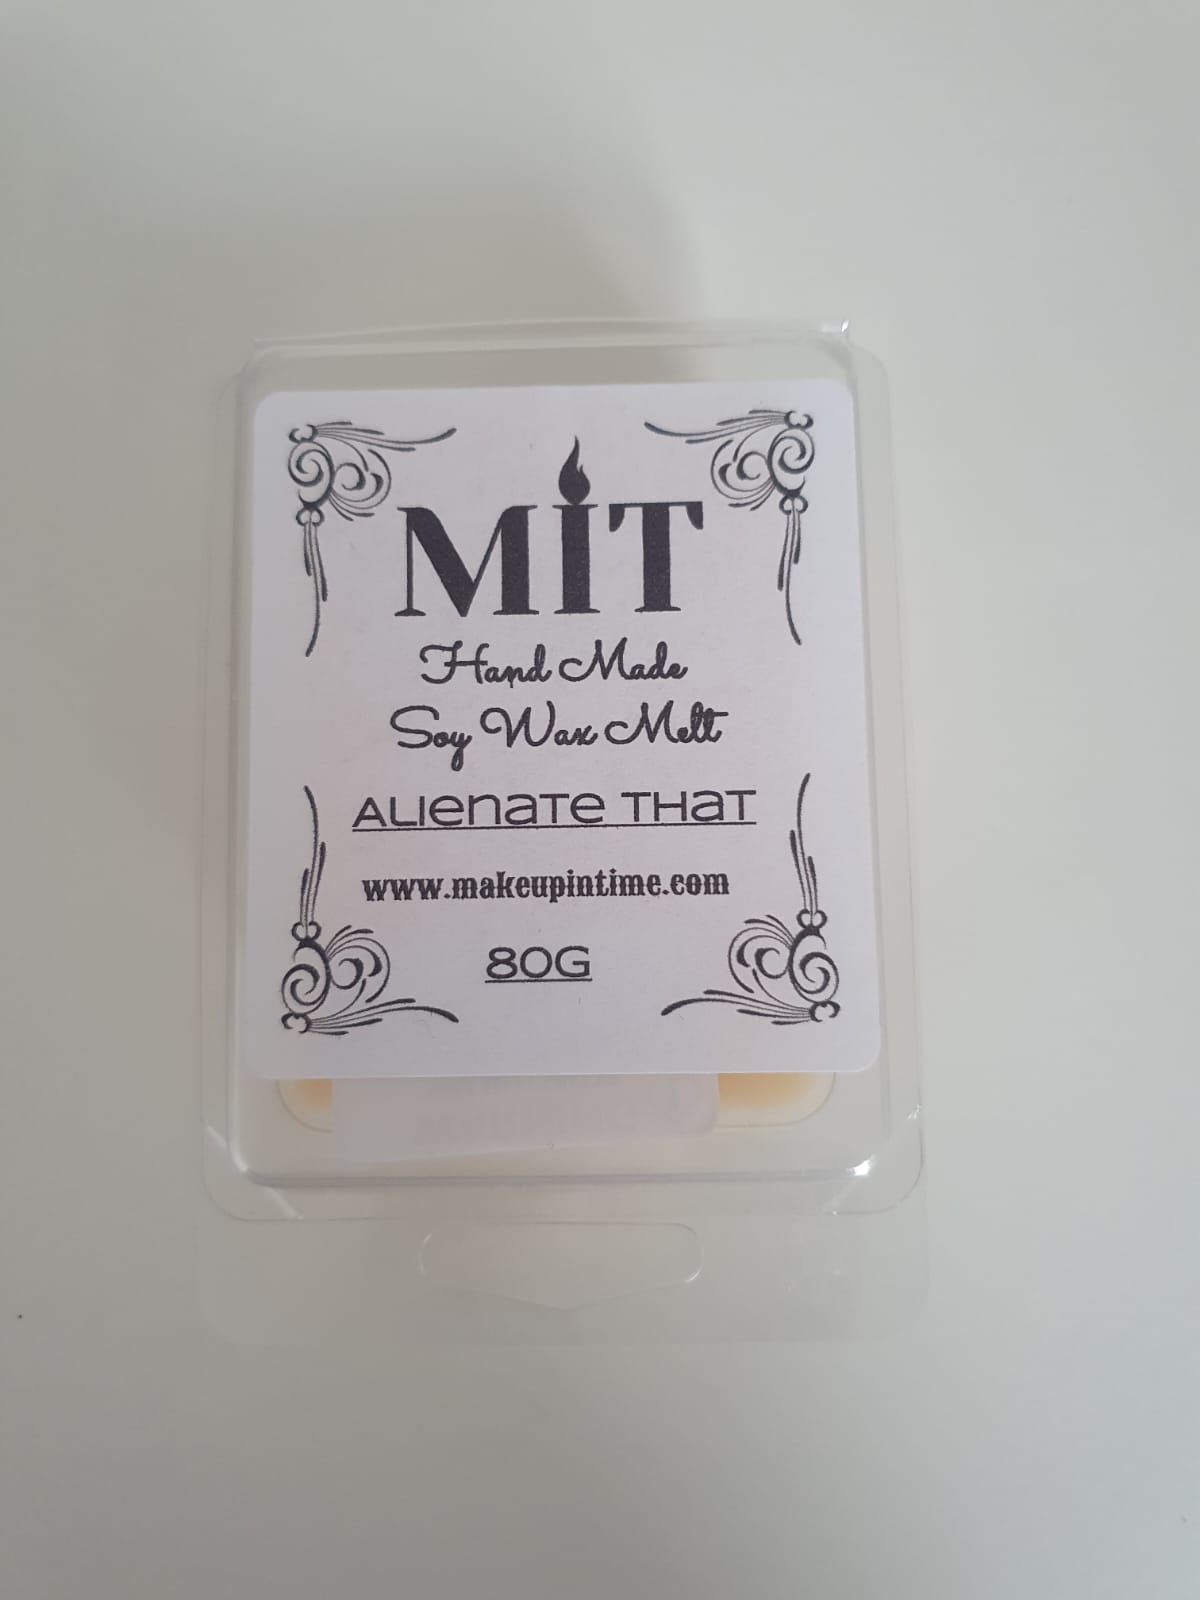 MIT
Hand Made
Soy Wax Melt
ALIENATE THAT
www.makeupintime.com
80G